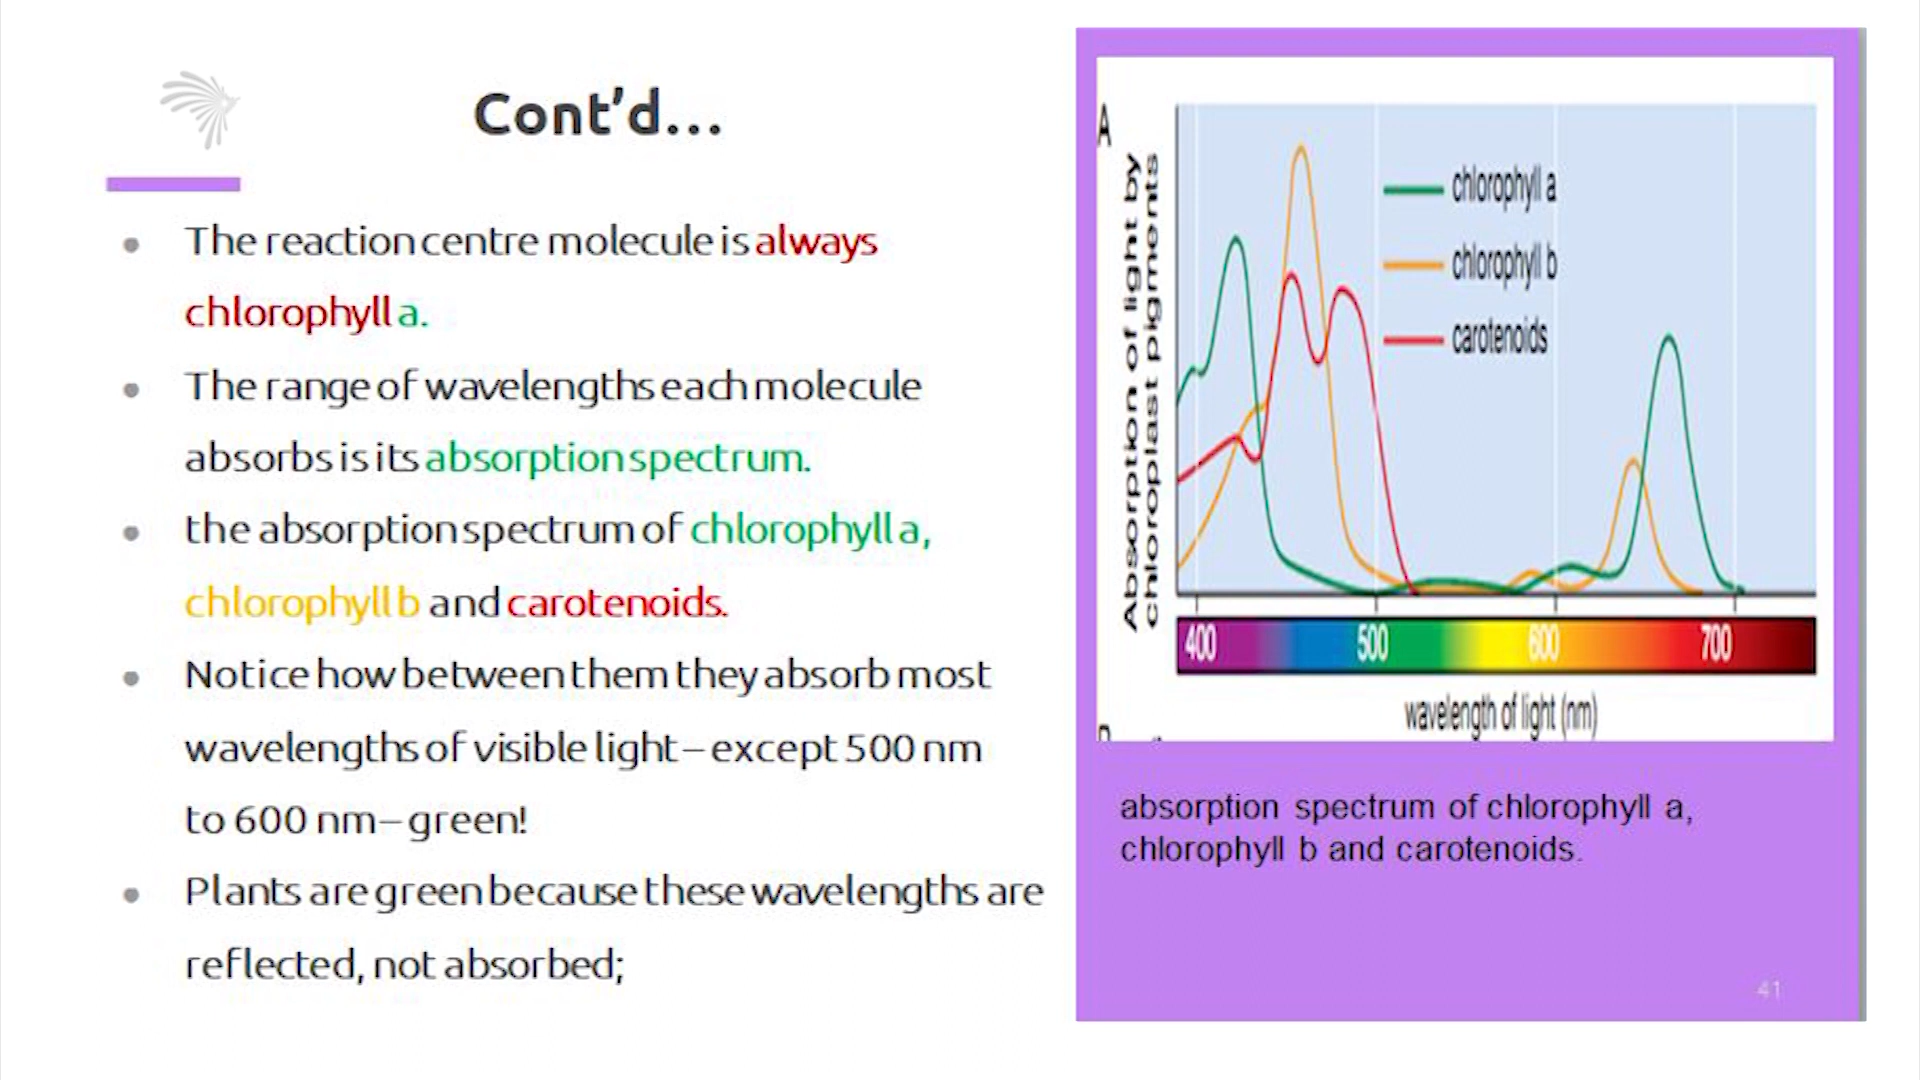 Cont’d...
The reaction centre molecule is always
chlorophyll a.
The range of wavelengths each molecule
absorbs is its absorption spectrum.
the absorption spectrum of chlorophyll a,
chlorophyll b and carotenoids.
Notice how between them they absorb most
wavelengths of visible light – except 500 nm
to 600 nm – green!
Plants are green because these wavelengths are
reflected, not absorbed;
A
Absorption of light by
chloroplast pigments
chlorophyll a
chlorophyll b
carotenoids
400 500 600 700
wavelength of light (nm)
absorption spectrum of chlorophyll a,
chlorophyll b and carotenoids.
41